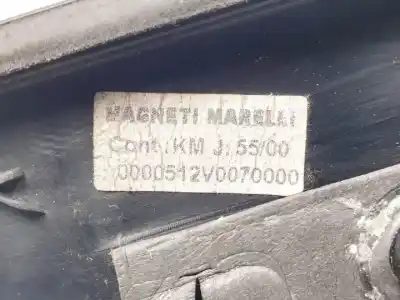 MAGNETI MARELLI
Cont.:KM J: 55/00
0000512V0070000